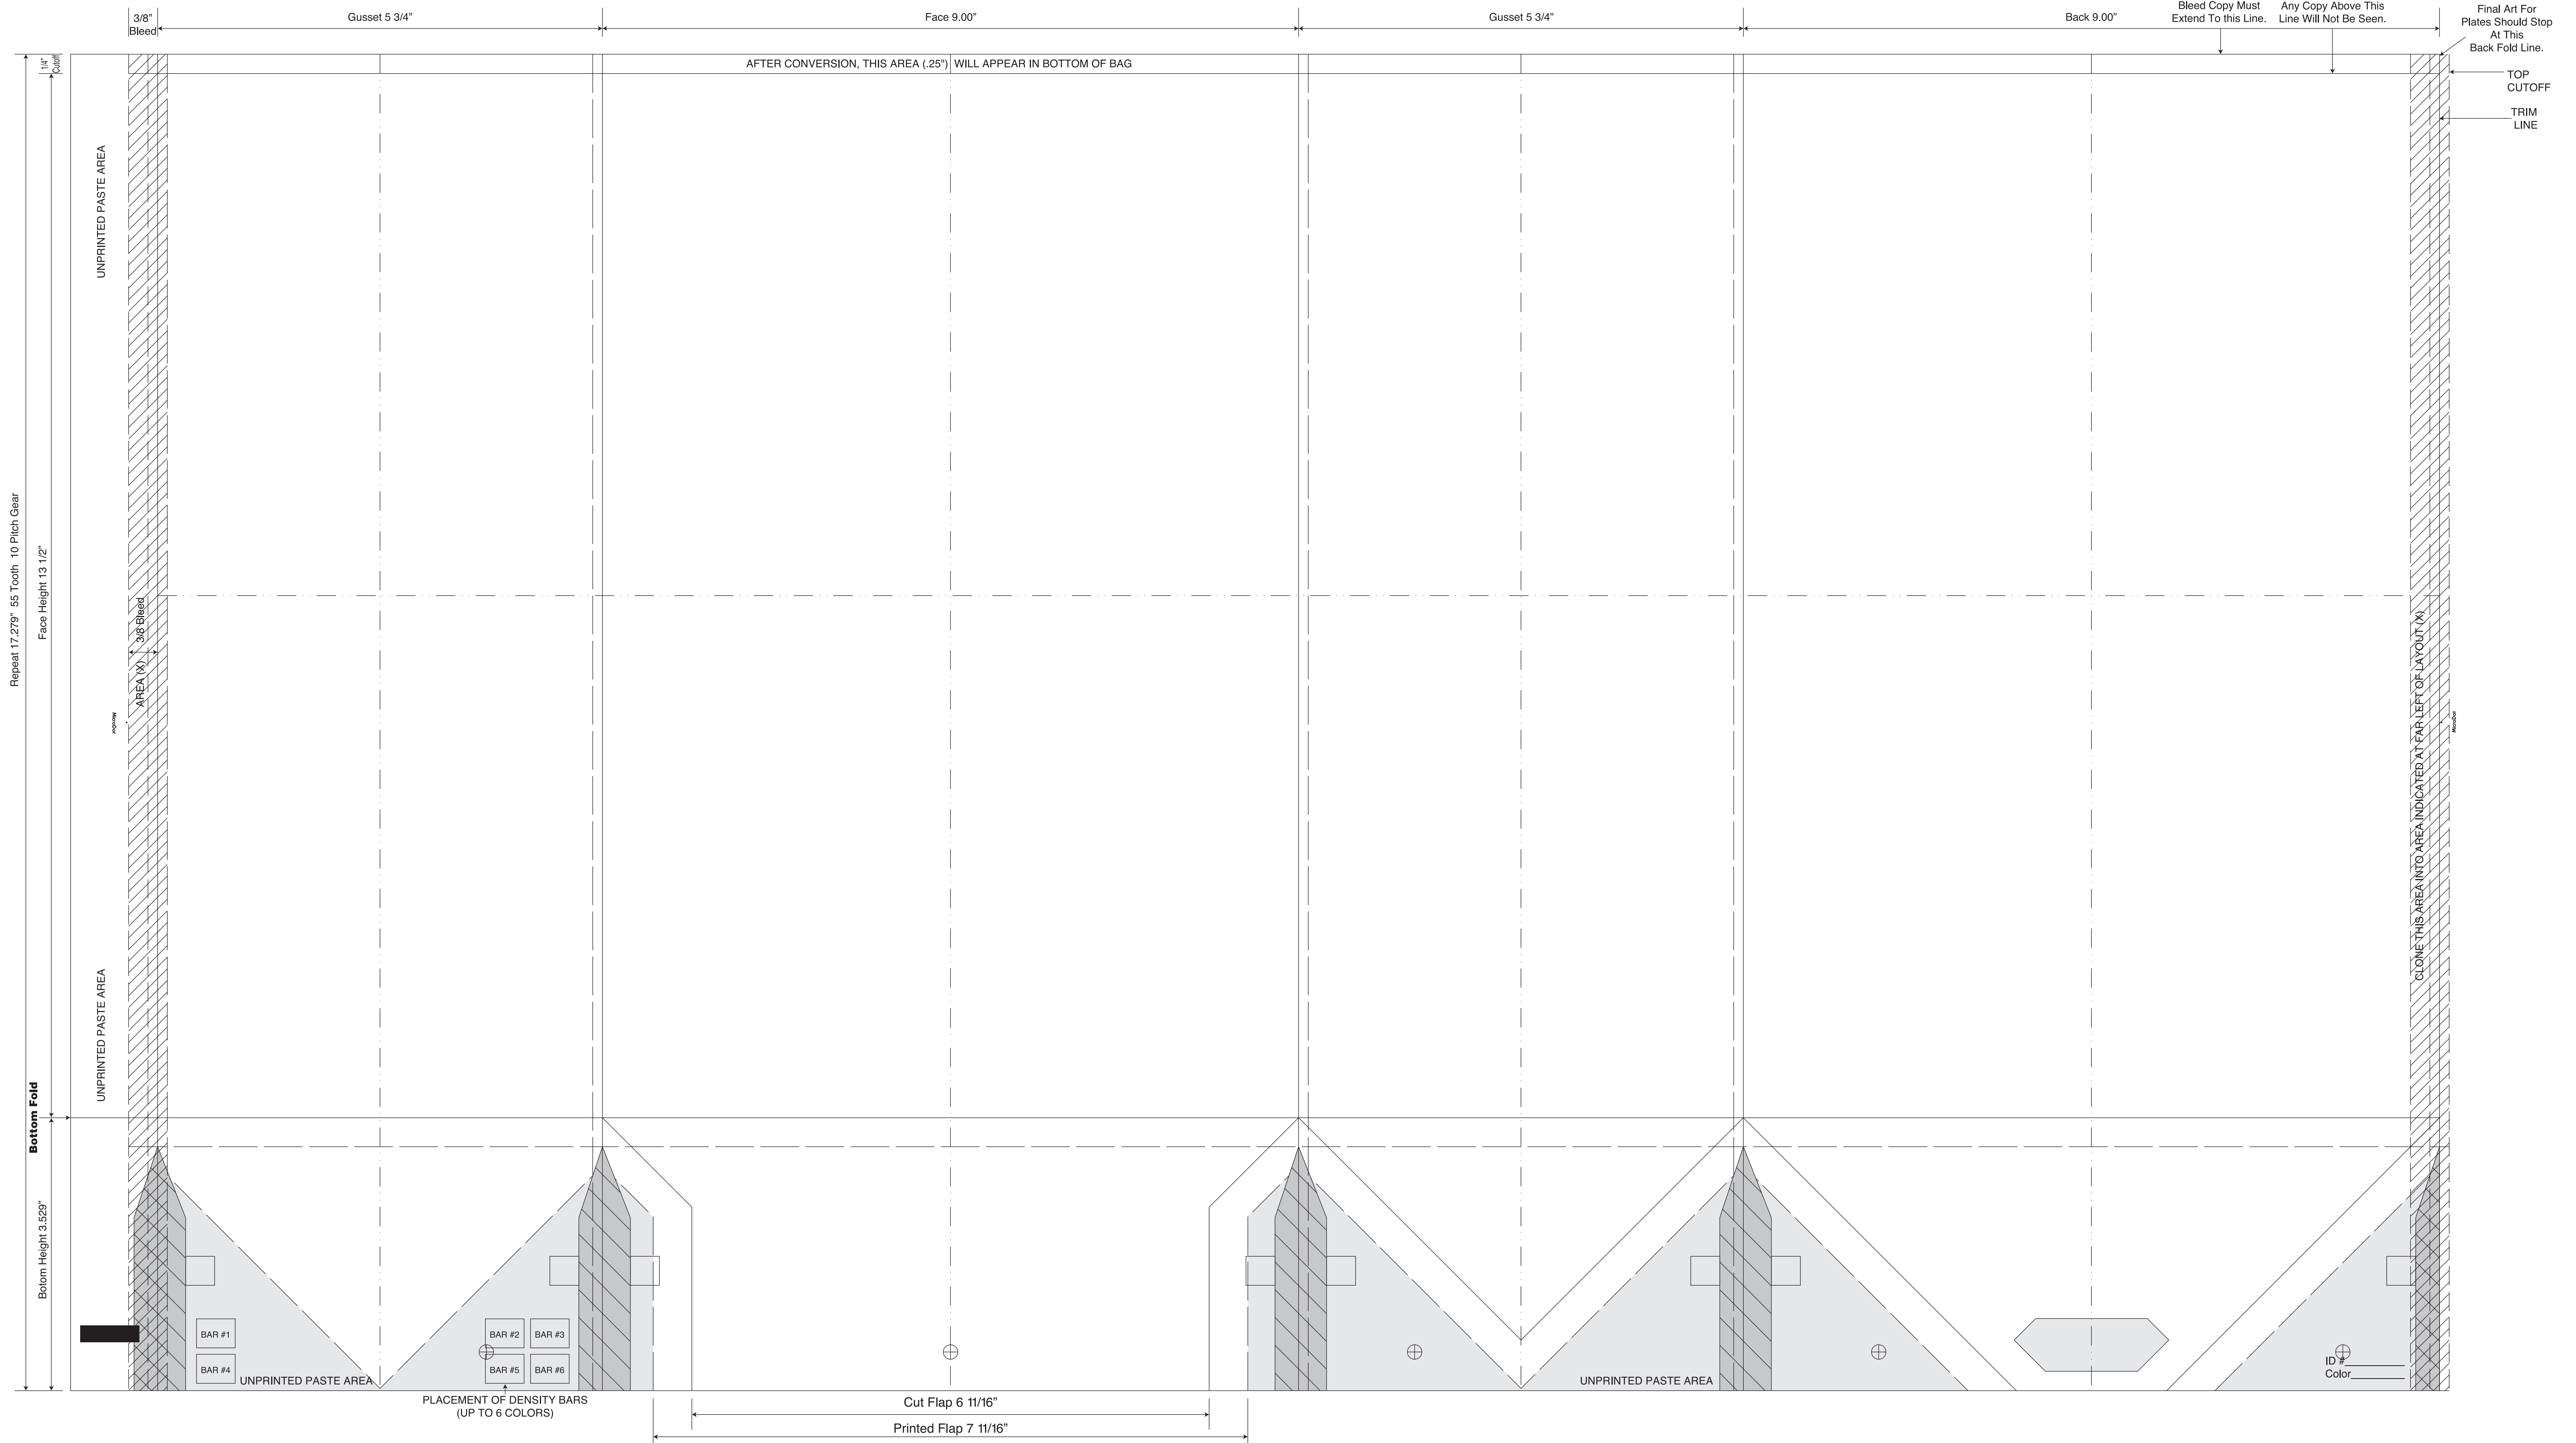 3/8”
Bleed
Gusset 5 3/4”
Face 9.00”
Gusset 5 3/4”
Back 9.00”
Bleed Copy Must
Extend To this Line.
Any Copy Above This
Line Will Not Be Seen.
Final Art For
Plates Should Stop
At This
Back Fold Line.
1/4”
Cutoff
AFTER CONVERSION, THIS AREA (.25”) WILL APPEAR IN BOTTOM OF BAG
TOP
CUTOFF
TRIM
LINE
UNPRINTED PASTE AREA
Repeat 17.279” 55 Tooth 10 Pitch Gear
Face Height 13 1/2”
AREA (X) 3/8 Bleed
MicroDot
CLONE THIS AREA INTO AREA INDICATED AT FAR LEFT OF LAYOUT (X)
MicroDot
UNPRINTED PASTE AREA
Bottom Fold
Botom Height 3.529”
BAR #1
BAR #2
BAR #3
BAR #4
BAR #5
BAR #6
UNPRINTED PASTE AREA
UNPRINTED PASTE AREA
ID #
Color
PLACEMENT OF DENSITY BARS
(UP TO 6 COLORS)
Cut Flap 6 11/16”
Printed Flap 7 11/16”